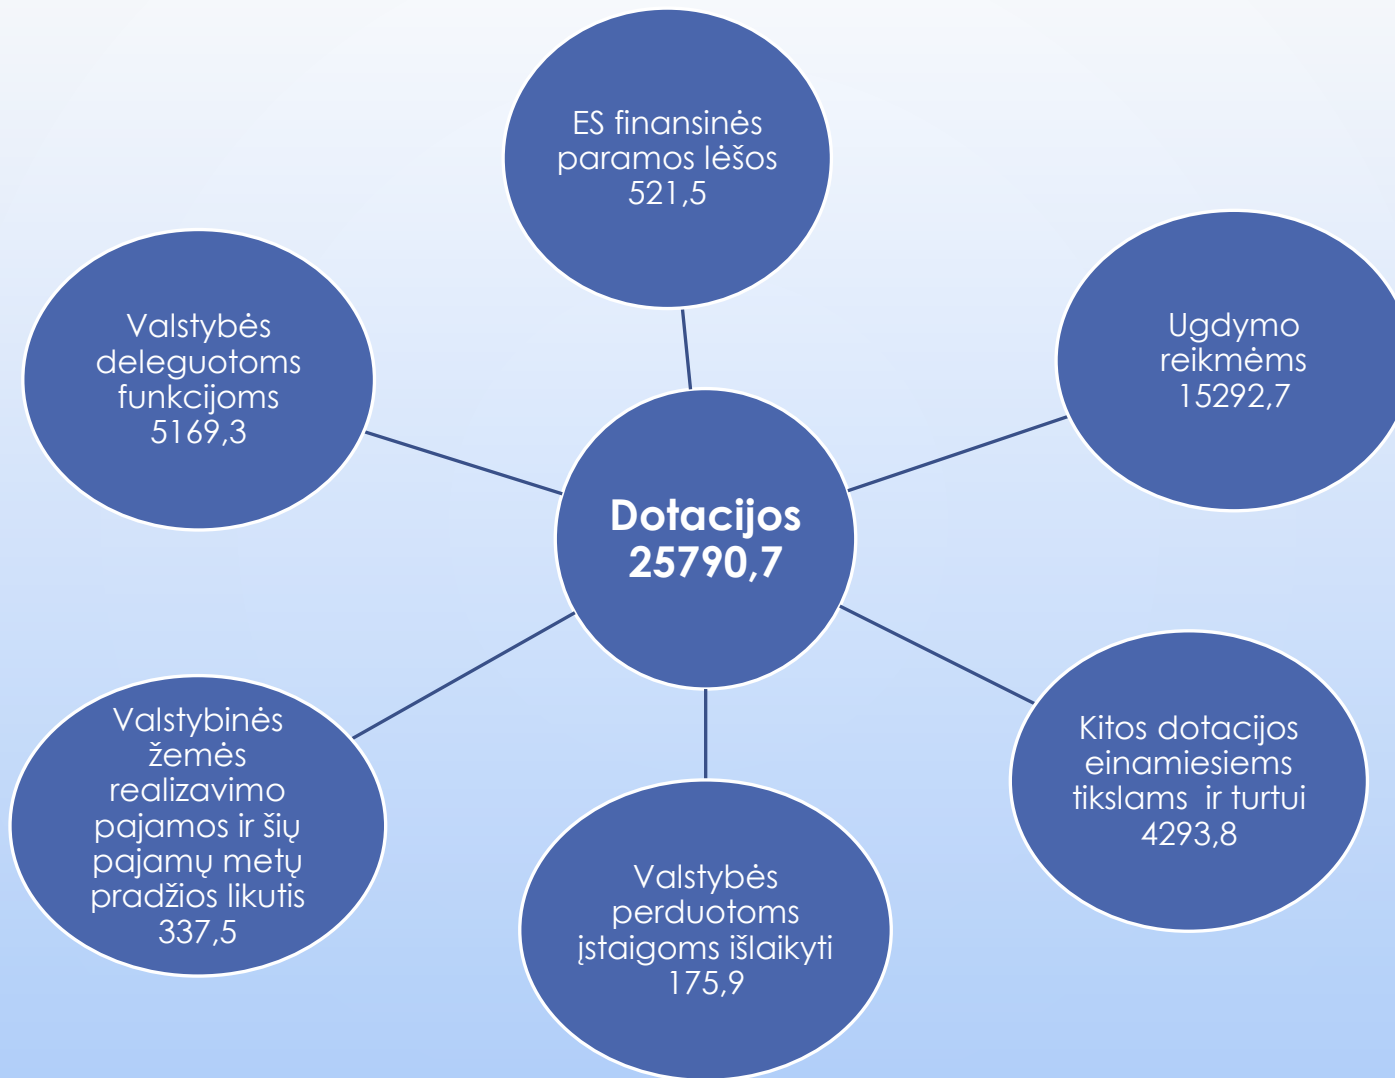 ES finansinės
paramos lėšos
521,5
Ugdymo
reikmėms
15292,7
Valstybės
deleguotoms
funkcijoms
5169,3
Dotacijos
25790,7
Kitos dotacijos
einamiesiems
tikslams  ir turtui
4293,8
Valstybinės
žemės
realizavimo
pajamos ir šių
pajamų metų
pradžios likutis
337,5
Valstybės
perduotoms
įstaigoms išlaikyti
175,9